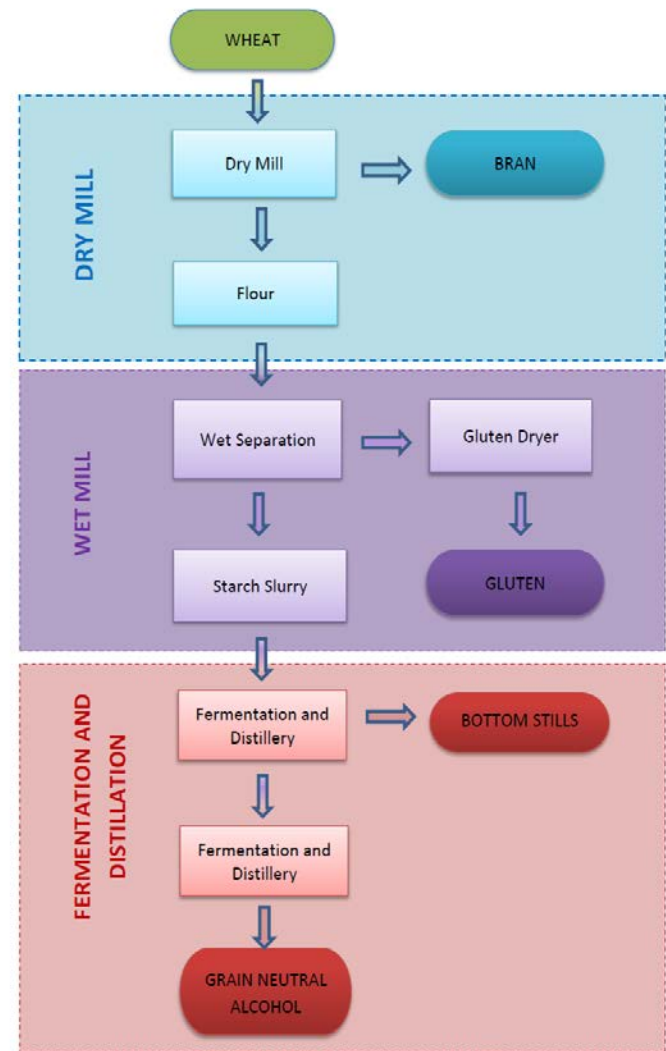 WHEAT
DRY MILL
Dry Mill
BRAN
Flour
WET MILL
Wet Separation
Gluten Dryer
Starch Slurry
GLUTEN
FERMENTATION AND
DISTILLATION
Fermentation and
Distillery
BOTTOM STILLS
Fermentation and
Distillery
GRAIN NEUTRAL
ALCOHOL